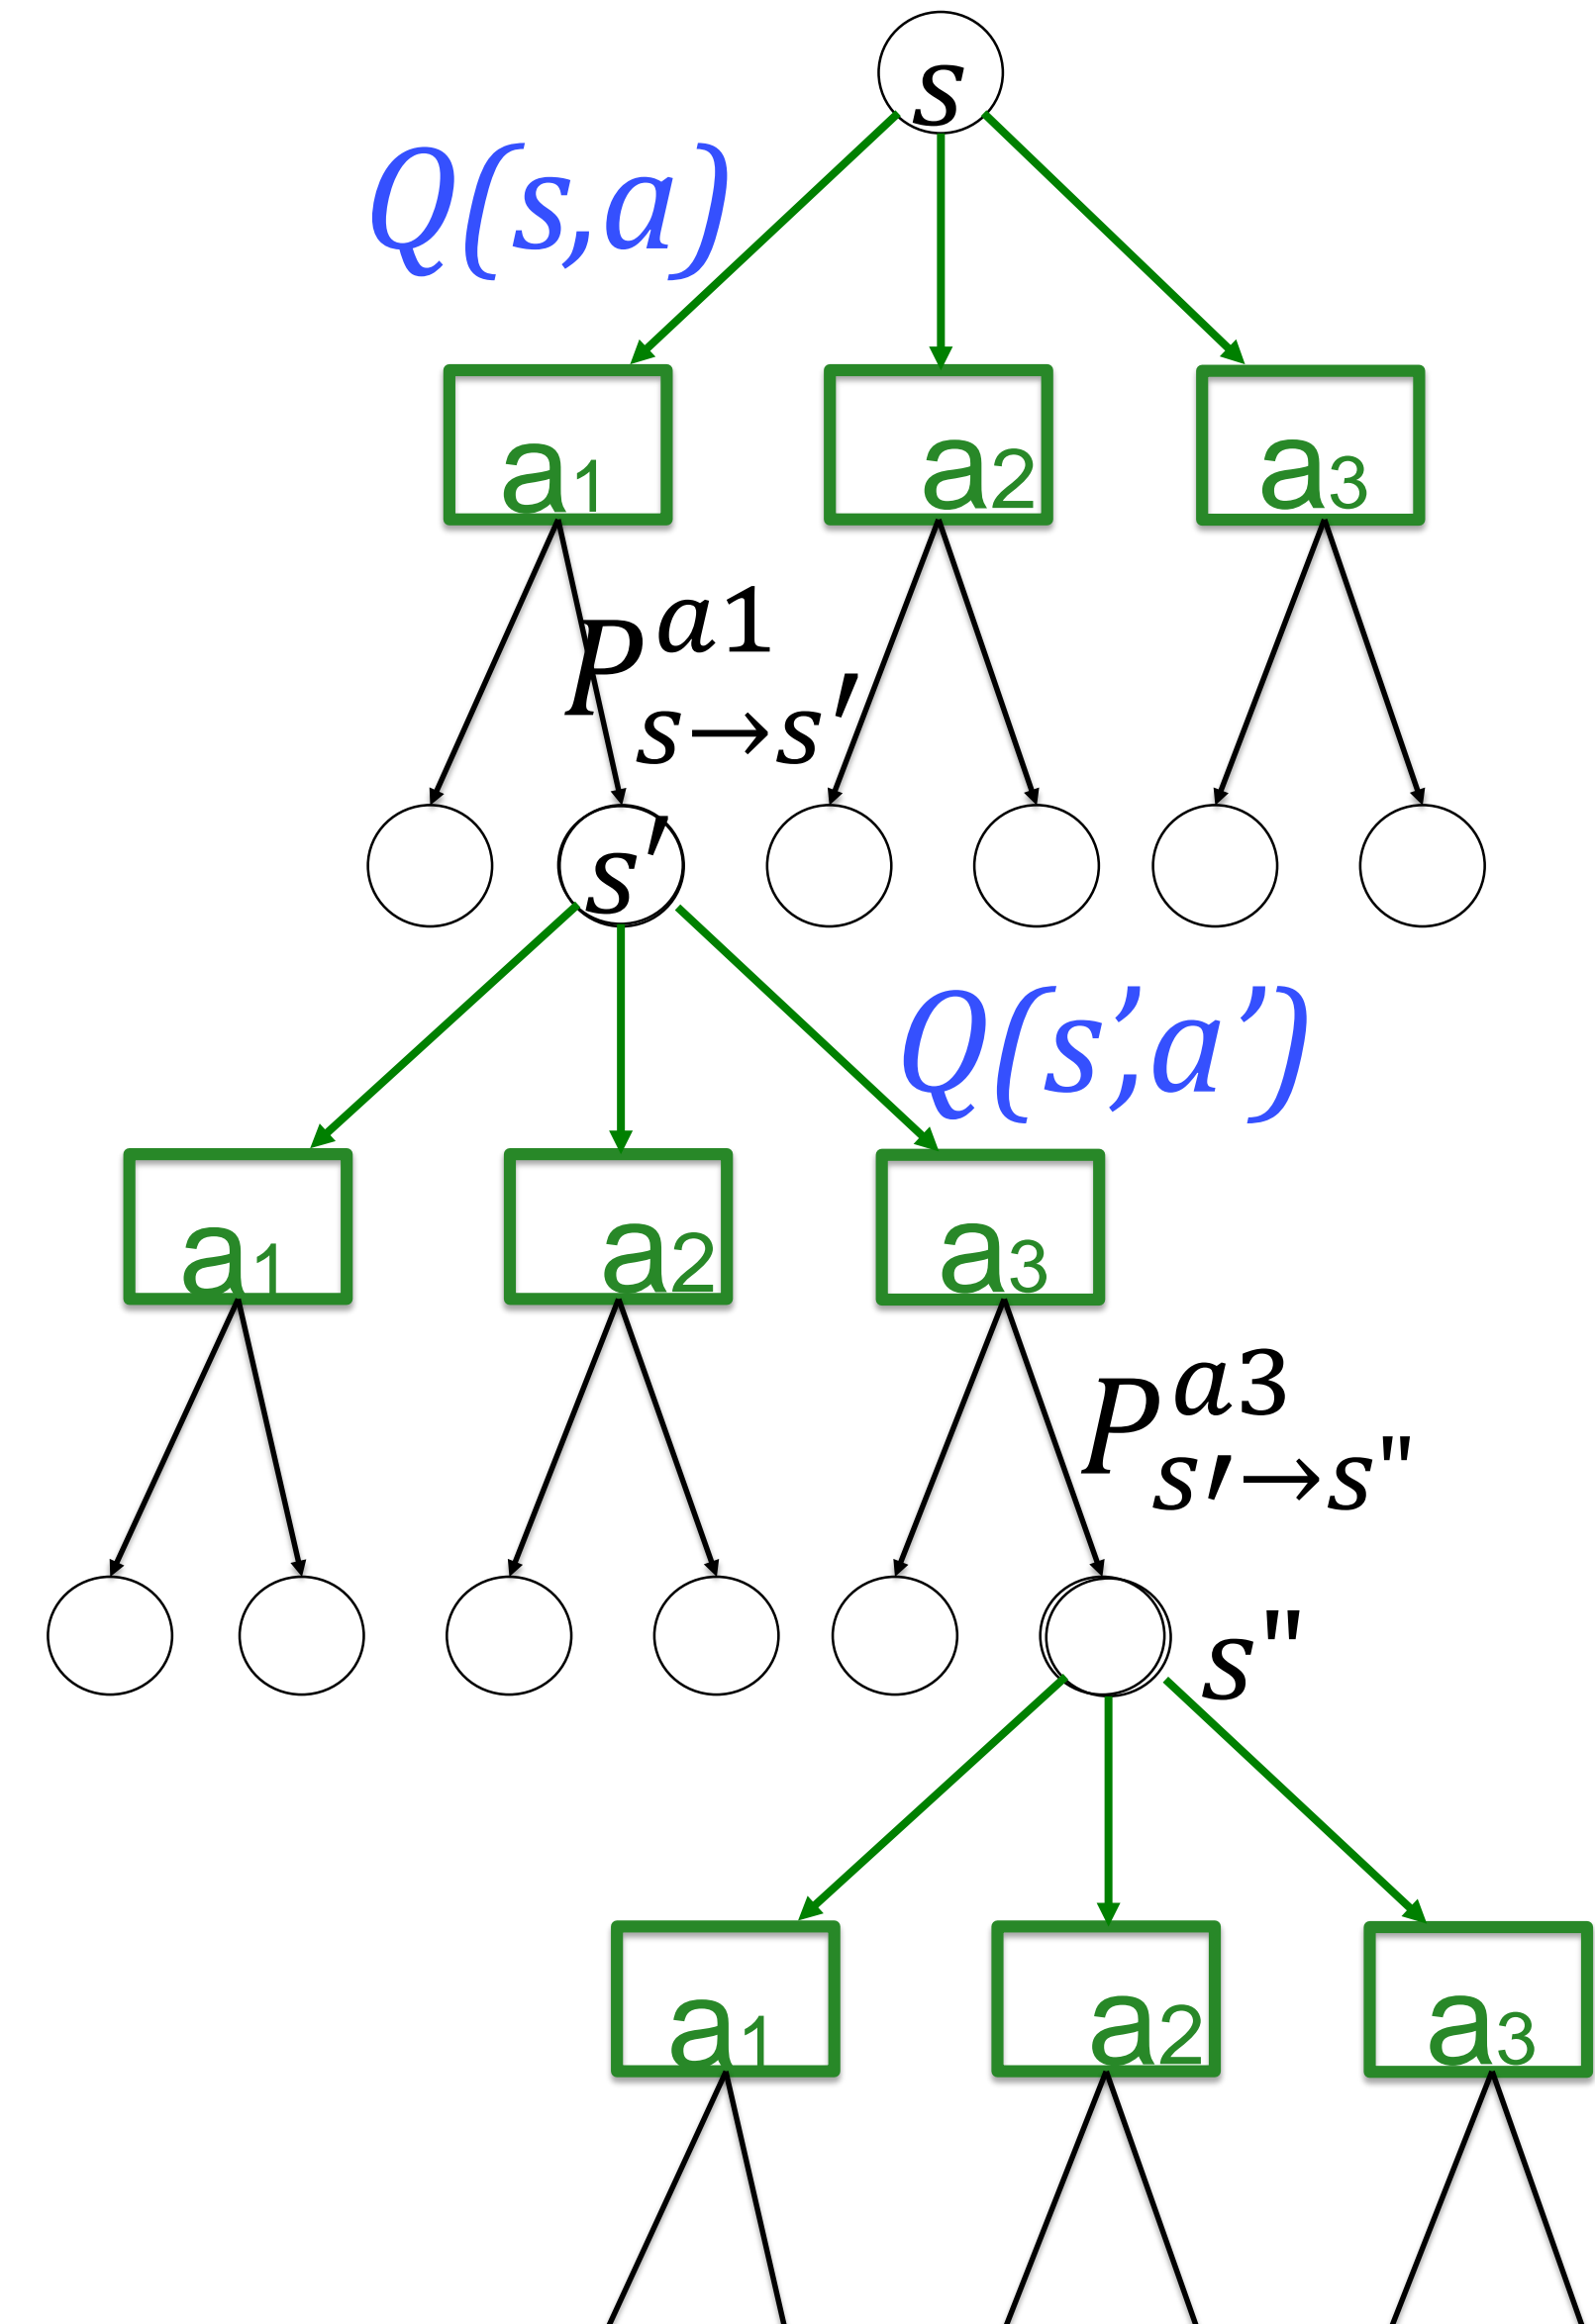 s
Q(s,a)
a1 a2 a3
P^{a1}_{s→s'}
s'
Q(s’,a’)
a1 a2 a3
P^{a3}_{s'→s"}
s"
a1 a2 a3